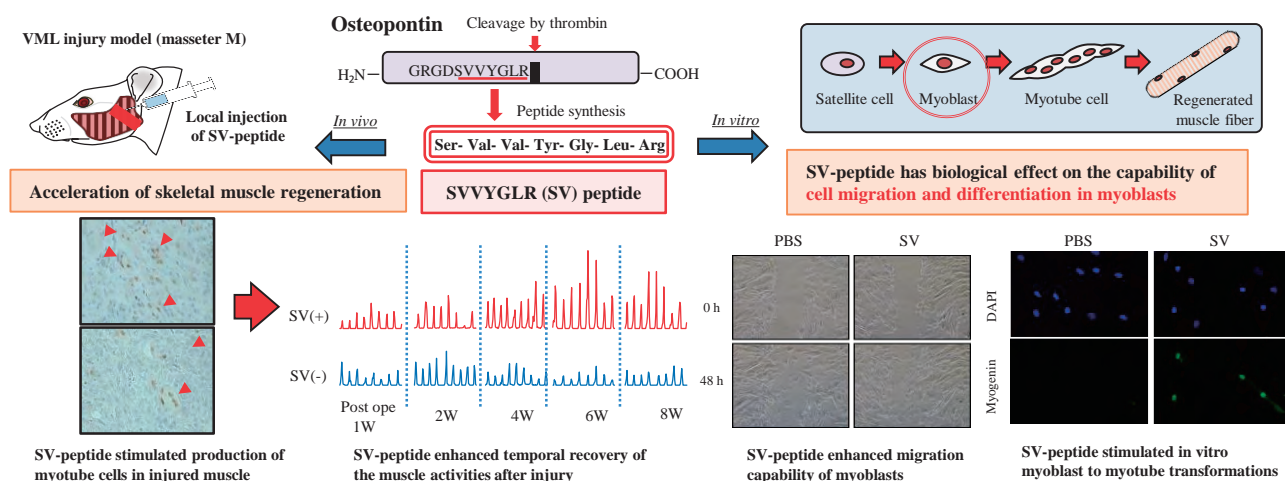 VML injury model (masseter M)
Local injection
of SV-peptide
Osteopontin
Cleavage by thrombin
H₂N
GRGDSVVYGLR
COOH
Peptide synthesis
In vivo
In vitro
Ser- Val- Val- Tyr- Gly- Leu- Arg
SVVYGLR (SV) peptide
Satellite cell
Myoblast
Myotube cell
Regenerated
muscle fiber
Acceleration of skeletal muscle regeneration
SV-peptide has biological effect on the capability of
cell migration and differentiation in myoblasts
SV(+)
SV(-)
Post ope
1W
2W
4W
6W
8W
PBS
SV
0 h
48 h
PBS
SV
DAPI
Myogenin
SV-peptide stimulated production of
myotube cells in injured muscle
SV-peptide enhanced temporal recovery of
the muscle activities after injury
SV-peptide enhanced migration
capability of myoblasts
SV-peptide stimulated in vitro
myoblast to myotube transformations